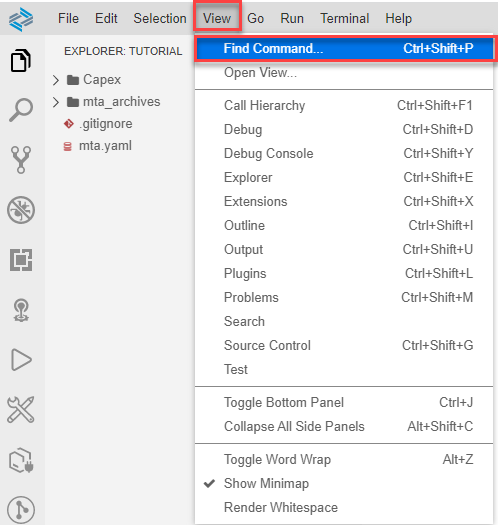 File Edit Selection View Go Run Terminal Help
EXPLORER: TUTORIAL
Capex
mta_archives
.gitignore
mta.yaml
Find Command... Ctrl+Shift+P
Open View...
Call Hierarchy Ctrl+Shift+F1
Debug Ctrl+Shift+D
Debug Console Ctrl+Shift+Y
Explorer Ctrl+Shift+E
Extensions Ctrl+Shift+X
Outline Ctrl+Shift+I
Output Ctrl+Shift+U
Plugins Ctrl+Shift+L
Problems Ctrl+Shift+M
Search
Source Control Ctrl+Shift+G
Test
Toggle Bottom Panel Ctrl+J
Collapse All Side Panels Alt+Shift+C
Toggle Word Wrap Alt+Z
Show Minimap
Render Whitespace